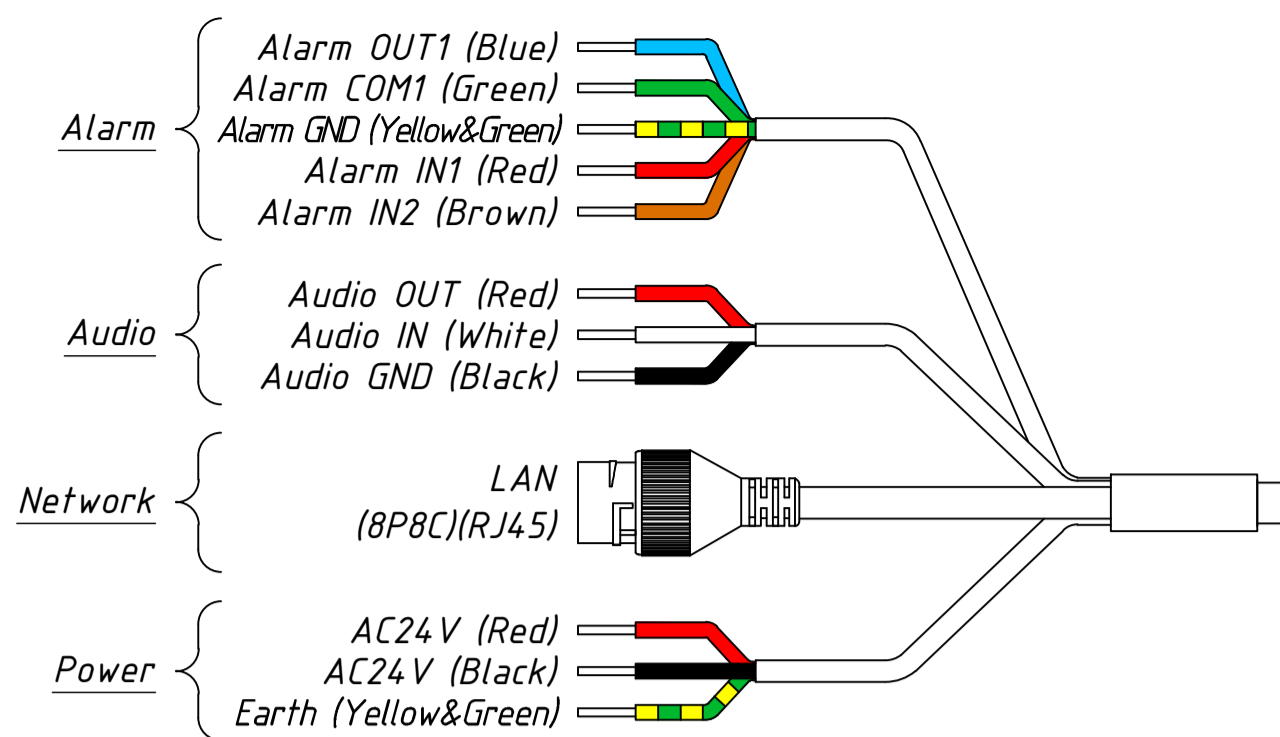 Alarm
Alarm OUT1 (Blue)
Alarm COM1 (Green)
Alarm GND (Yellow&Green)
Alarm IN1 (Red)
Alarm IN2 (Brown)
Audio
Audio OUT (Red)
Audio IN (White)
Audio GND (Black)
Network
LAN
(8P8C)(RJ45)
Power
AC24V (Red)
AC24V (Black)
Earth (Yellow&Green)